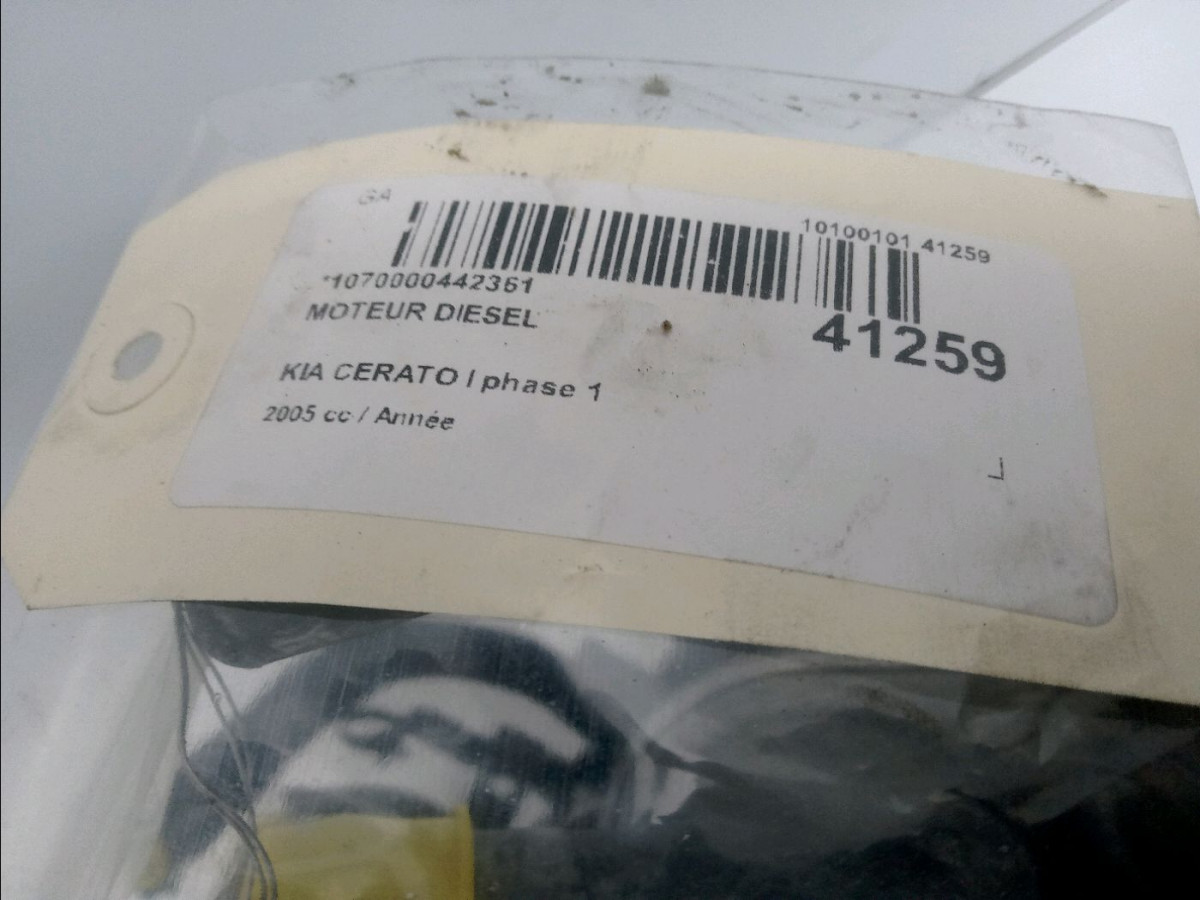 GA
10100101 41259
*1070000442361
MOTEUR DIESEL
41259
KIA CERATO I phase 1
2005 cc / Année